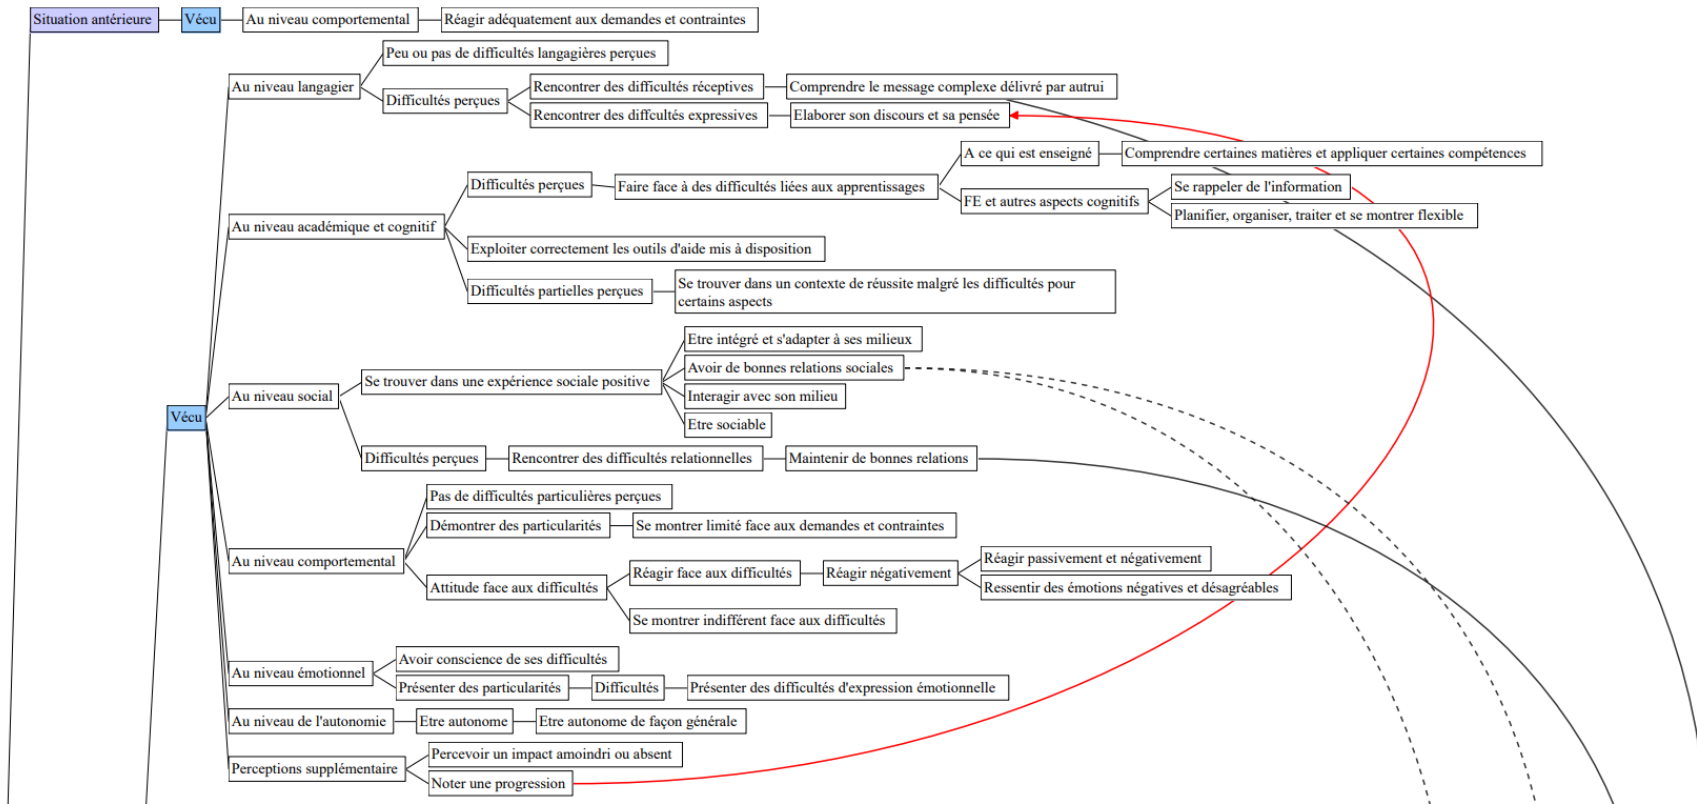 Situation antérieure
Vécu
Au niveau comportemental
Réagir adéquatement aux demandes et contraintes
Peu ou pas de difficultés langagières perçues
Au niveau langagier
Difficultés perçues
Rencontrer des difficultés réceptives
Comprendre le message complexe délivré par autrui
Rencontrer des diffcultés expressives
Elaborer son discours et sa pensée
A ce qui est enseigné
Comprendre certaines matières et appliquer certaines compétences
Difficultés perçues
Faire face à des difficultés liées aux apprentissages
FE et autres aspects cognitifs
Se rappeler de l'information
Planifier, organiser, traiter et se montrer flexible
Au niveau académique et cognitif
Exploiter correctement les outils d'aide mis à disposition
Difficultés partielles perçues
Se trouver dans un contexte de réussite malgré les difficultés pour
certains aspects
Etre intégré et s'adapter à ses milieux
Avoir de bonnes relations sociales
Se trouver dans une expérience sociale positive
Interagir avec son milieu
Etre sociable
Au niveau social
Vécu
Difficultés perçues
Rencontrer des difficultés relationnelles
Maintenir de bonnes relations
Pas de difficultés particulières perçues
Démontrer des particularités
Se montrer limité face aux demandes et contraintes
Au niveau comportemental
Attitude face aux difficultés
Réagir face aux difficultés
Réagir négativement
Réagir passivement et négativement
Ressentir des émotions négatives et désagréables
Se montrer indifférent face aux difficultés
Au niveau émotionnel
Avoir conscience de ses difficultés
Présenter des particularités
Difficultés
Présenter des difficultés d'expression émotionnelle
Au niveau de l'autonomie
Etre autonome
Etre autonome de façon générale
Perceptions supplémentaire
Percevoir un impact amoindri ou absent
Noter une progression